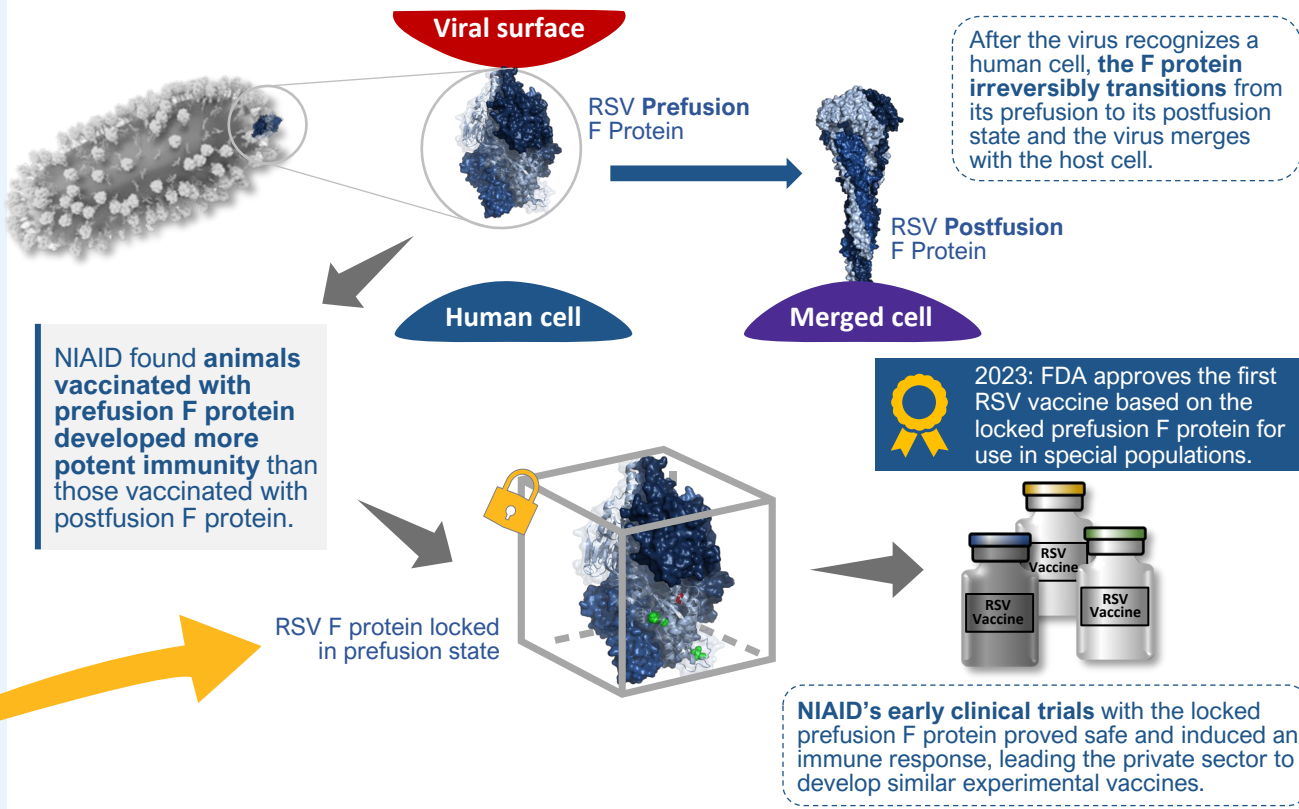 Viral surface
RSV Prefusion
F Protein
After the virus recognizes a
human cell, the F protein
irreversibly transitions from
its prefusion to its postfusion
state and the virus merges
with the host cell.
RSV Postfusion
F Protein
Human cell
Merged cell
NIAID found animals
vaccinated with
prefusion F protein
developed more
potent immunity than
those vaccinated with
postfusion F protein.
2023: FDA approves the first
RSV vaccine based on the
locked prefusion F protein for
use in special populations.
RSV F protein locked
in prefusion state
RSV
Vaccine
RSV
Vaccine
RSV
Vaccine
NIAID’s early clinical trials with the locked
prefusion F protein proved safe and induced an
immune response, leading the private sector to
develop similar experimental vaccines.